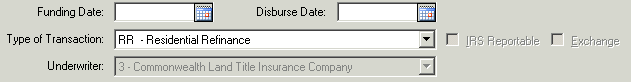 Funding Date: Disburse Date:
Type of Transaction: RR - Residential Refinance IRS Reportable Exchange
Underwriter: 3 - Commonwealth Land Title Insurance Company